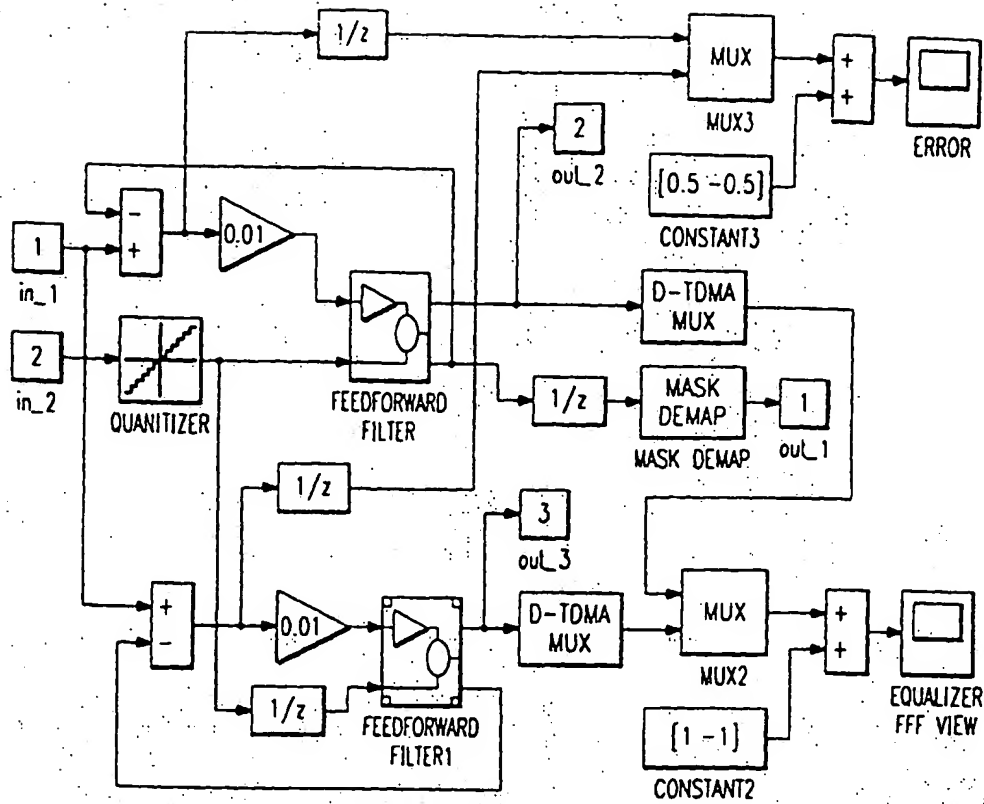 1/z
MUX
MUX3
+
+
ERROR
2
out_2
[0.5 -0.5]
CONSTANT3
-
+
0.01
1
in_1
2
in_2
QUANITIZER
FEEDFORWARD
FILTER
D-TDMA
MUX
1/z
MASK
DEMAP
MASK DEMAP
1
out_1
1/z
3
out_3
+
-
0.01
1/z
FEEDFORWARD
FILTER1
D-TDMA
MUX
MUX
MUX2
+
+
EQUALIZER
FFF VIEW
[1 -1]
CONSTANT2